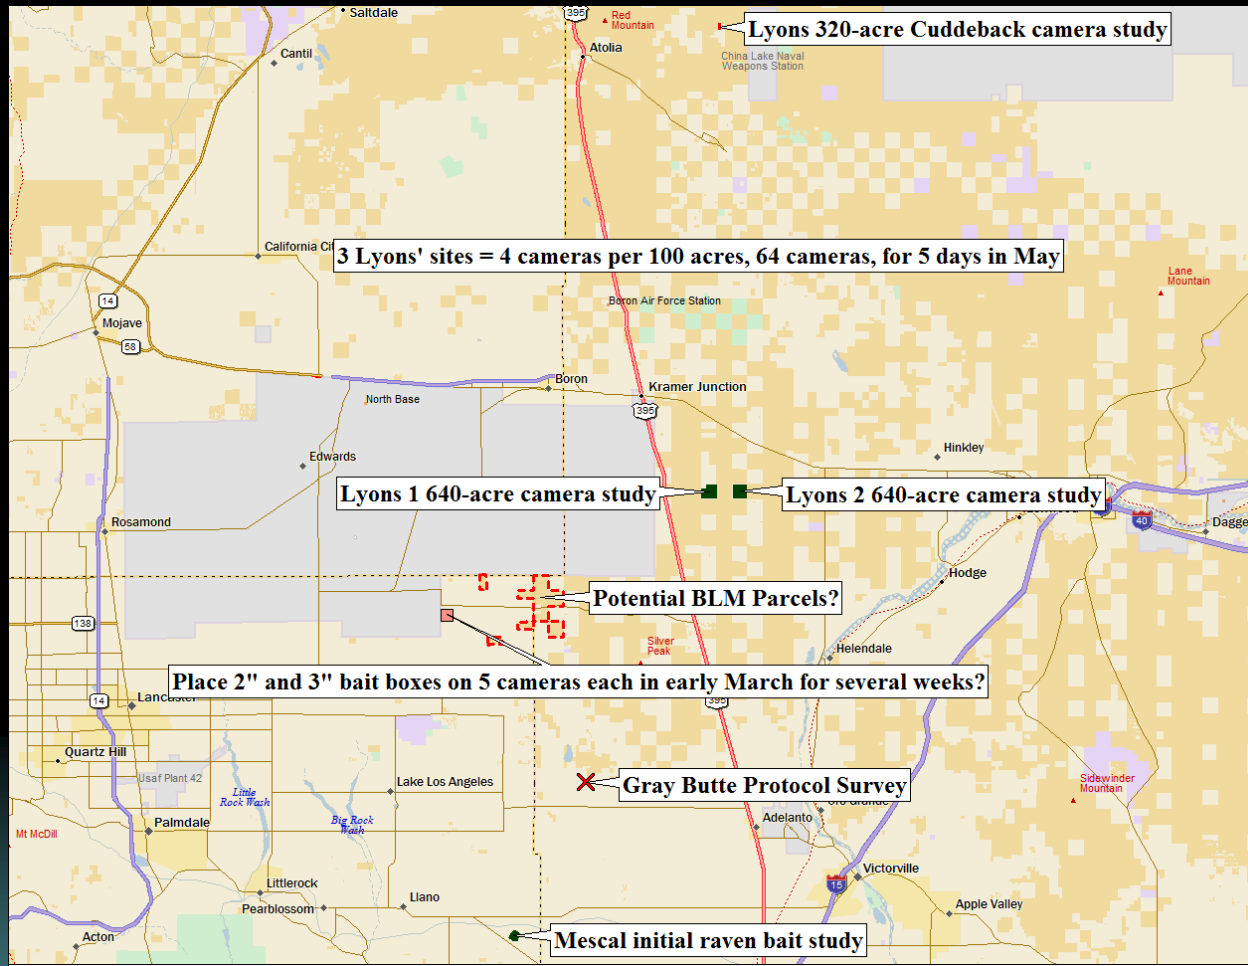 Saltdale
395
Red
Mountain
Lyons 320-acre Cuddeback camera study
Cantil
Atolia
China Lake Naval
Weapons Station
California Cit
3 Lyons' sites = 4 cameras per 100 acres, 64 cameras, for 5 days in May
Lane
Mountain
14
Boron Air Force Station
Mojave
58
Boron
Kramer Junction
North Base
395
Hinkley
Edwards
Lyons 1 640-acre camera study
Lyons 2 640-acre camera study
Rosamond
40
Dagge
Hodge
Potential BLM Parcels?
138
Silver
Peak
Helendale
Place 2" and 3" bait boxes on 5 cameras each in early March for several weeks?
14
Lancaster
395
Quartz Hill
Usaf Plant 42
Lake Los Angeles
Gray Butte Protocol Survey
Sidewinder
Mountain
Little
Rock Wash
Big Rock
Wash
Adelanto
Mt McDill
Palmdale
Victorville
15
Littlerock
Llano
Pearblossom
Apple Valley
Acton
Mescal initial raven bait study